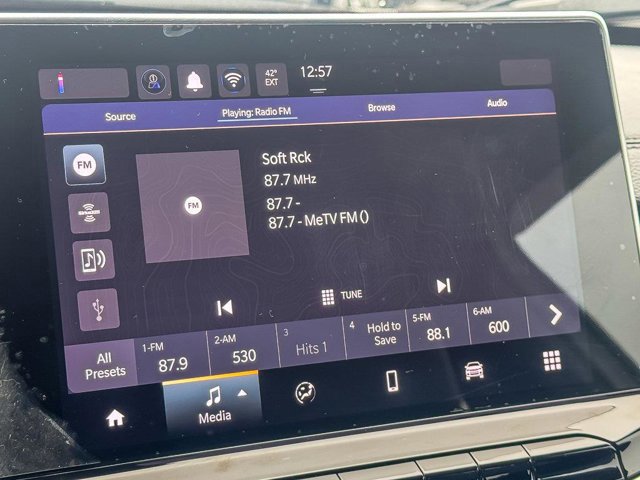 42°
EXT
12:57
Source
Playing: Radio FM
Browse
Audio
FM
FM
Soft Rck
87.7 MHz
87.7 -
87.7 - MeTV FM ()
SiriusXM
TUNE
All
Presets
1-FM
87.9
2-AM
530
3
Hits 1
4
Hold to
Save
5-FM
88.1
6-AM
600
Media